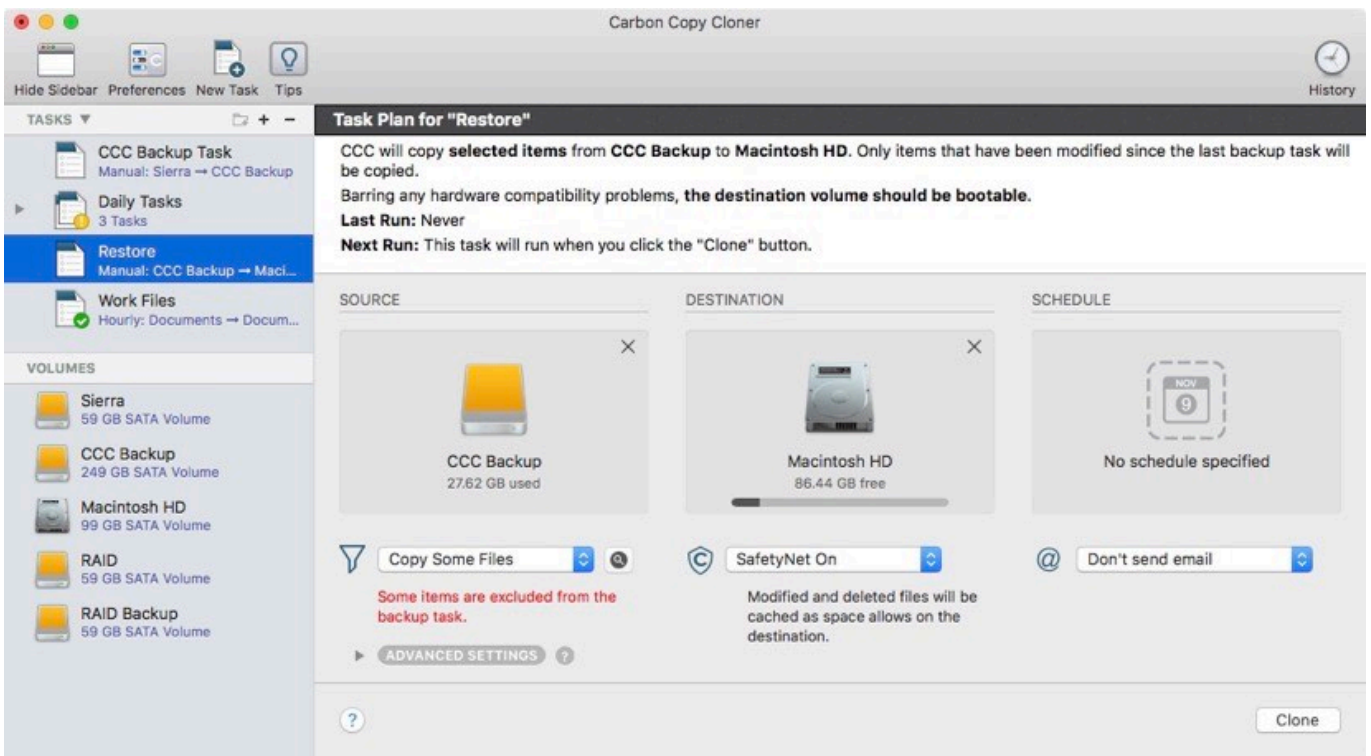 Carbon Copy Cloner
Hide Sidebar Preferences New Task Tips
History
TASKS
CCC Backup Task
Manual: Sierra → CCC Backup
Daily Tasks
3 Tasks
Restore
Manual: CCC Backup → Maci...
Work Files
Hourly: Documents → Docum...
VOLUMES
Sierra
59 GB SATA Volume
CCC Backup
249 GB SATA Volume
Macintosh HD
99 GB SATA Volume
RAID
59 GB SATA Volume
RAID Backup
59 GB SATA Volume
Task Plan for "Restore"
CCC will copy selected items from CCC Backup to Macintosh HD. Only items that have been modified since the last backup task will
be copied.
Barring any hardware compatibility problems, the destination volume should be bootable.
Last Run: Never
Next Run: This task will run when you click the "Clone" button.
SOURCE
CCC Backup
27.62 GB used
Copy Some Files
Some items are excluded from the
backup task.
ADVANCED SETTINGS ?
DESTINATION
Macintosh HD
86.44 GB free
SafetyNet On
Modified and deleted files will be
cached as space allows on the
destination.
SCHEDULE
NOV
9
No schedule specified
@ Don't send email
?
Clone